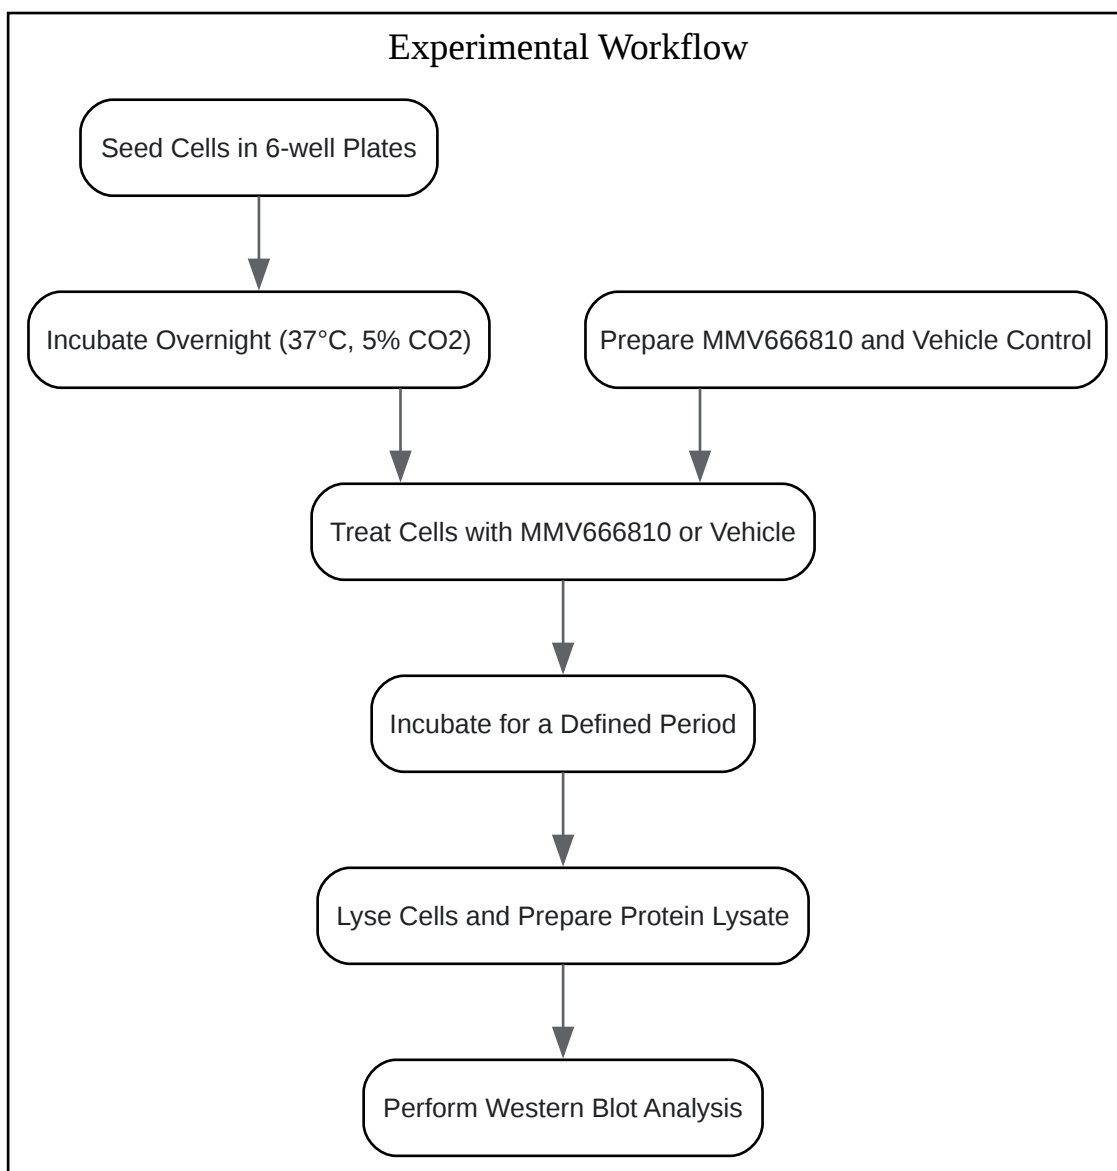 Experimental Workflow
Seed Cells in 6-well Plates
Incubate Overnight (37°C, 5% CO2)
Prepare MMV666810 and Vehicle Control
Treat Cells with MMV666810 or Vehicle
Incubate for a Defined Period
Lyse Cells and Prepare Protein Lysate
Perform Western Blot Analysis